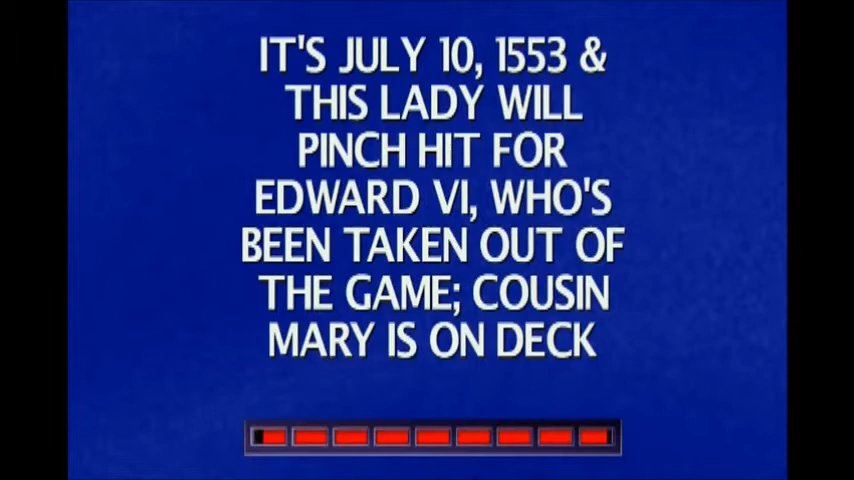 IT'S JULY 10, 1553 &
THIS LADY WILL
PINCH HIT FOR
EDWARD VI, WHO'S
BEEN TAKEN OUT OF
THE GAME; COUSIN
MARY IS ON DECK